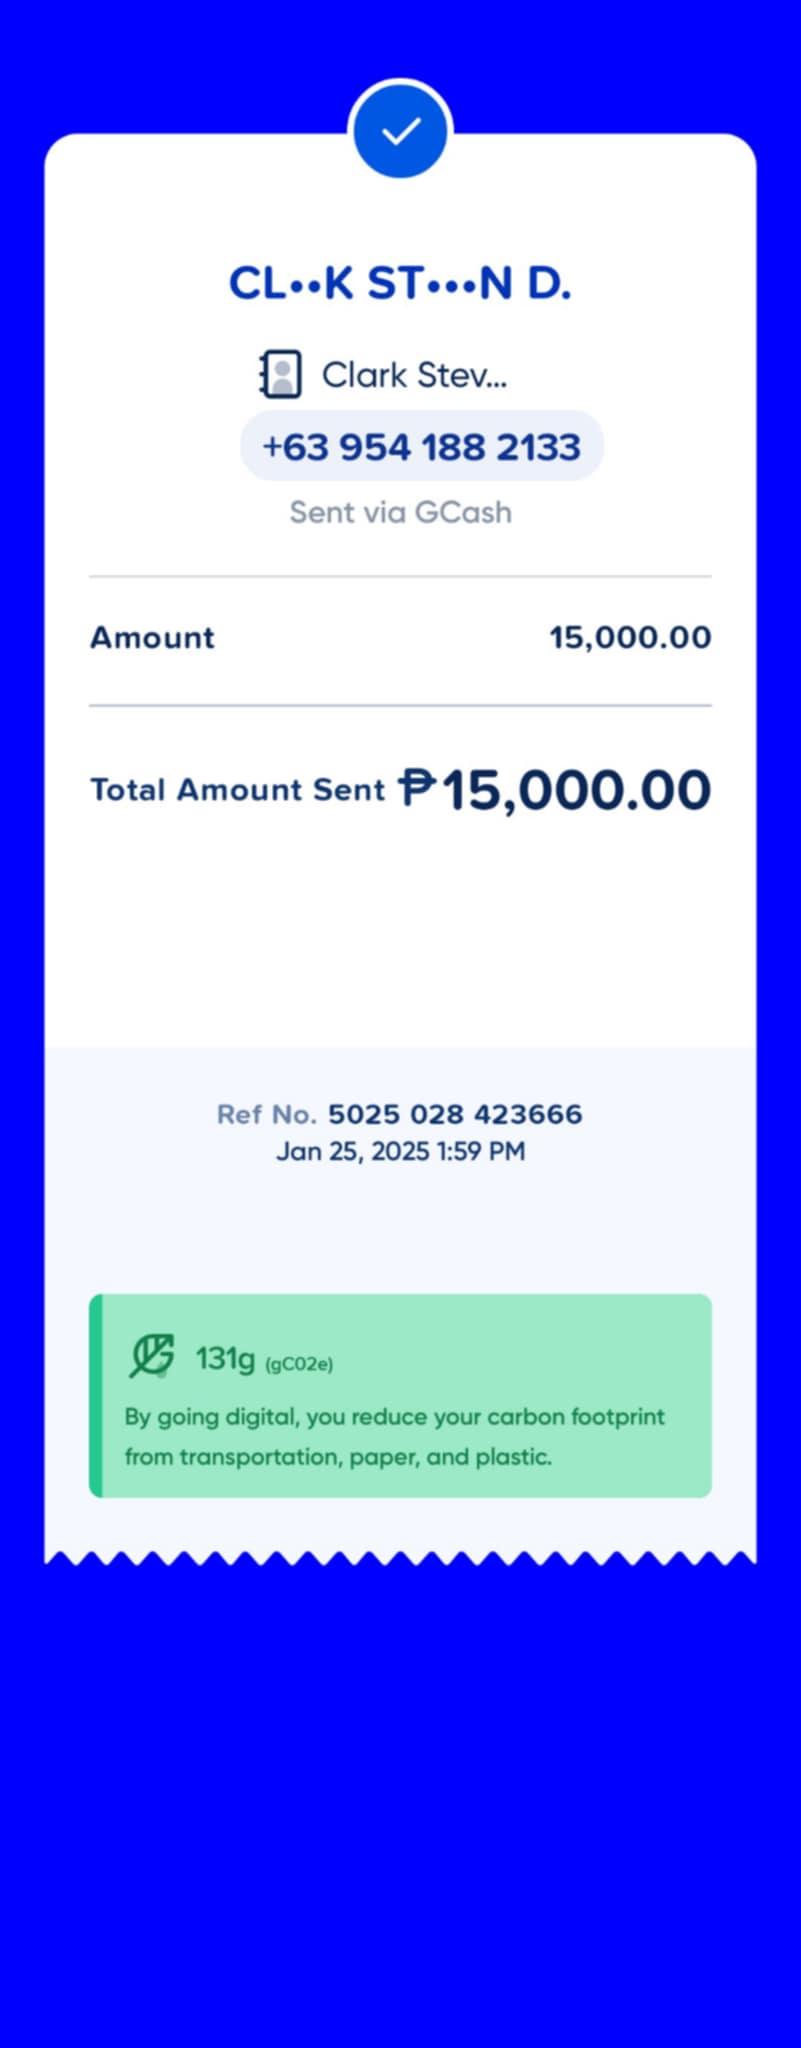 CL••K ST•••N D.
Clark Stev...
+63 954 188 2133
Sent via GCash
Amount 15,000.00
Total Amount Sent ₱15,000.00
Ref No. 5025 028 423666
Jan 25, 2025 1:59 PM
131g (gC02e)
By going digital, you reduce your carbon footprint
from transportation, paper, and plastic.